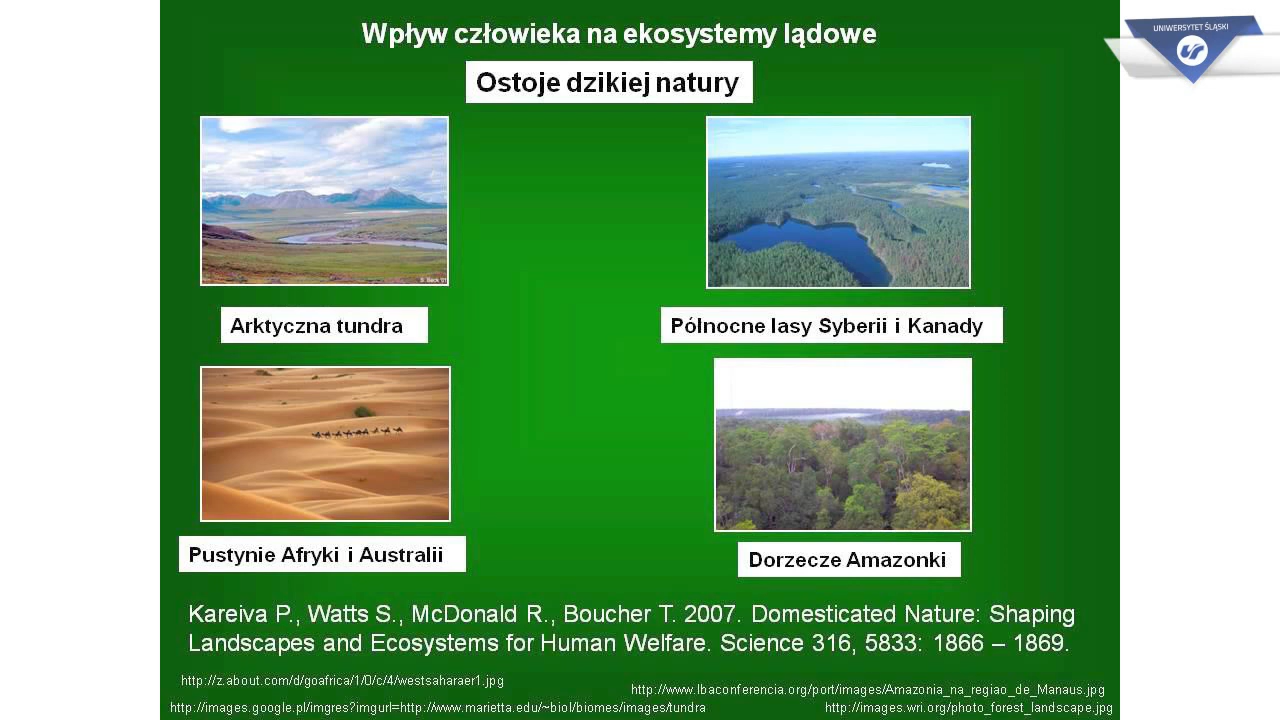 Wpływ człowieka na ekosystemy lądowe
UNIWERSYTET ŚLĄSKI
Ostoje dzikiej natury
S. Beck '01
Arktyczna tundra
Północne lasy Syberii i Kanady
Pustynie Afryki i Australii
Dorzecze Amazonki
Kareiva P., Watts S., McDonald R., Boucher T. 2007. Domesticated Nature: Shaping
Landscapes and Ecosystems for Human Welfare. Science 316, 5833: 1866 – 1869.
http://z.about.com/d/goafrica/1/0/c/4/westsaharaer1.jpg
http://www.lbaconferencia.org/port/images/Amazonia_na_regiao_de_Manaus.jpg
http://images.google.pl/imgres?imgurl=http://www.marietta.edu/~biol/biomes/images/tundra
http://images.wri.org/photo_forest_landscape.jpg